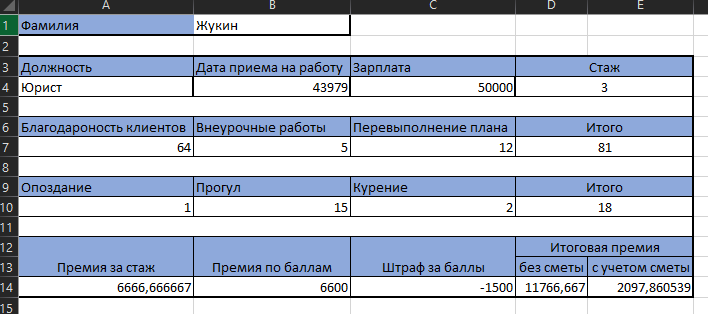 A B C D E
1 Фамилия Жукин
2
3 Должность Дата приема на работу Зарплата Стаж
4 Юрист 43979 50000 3
5
6 Благодароность клиентов Внеурочные работы Перевыполнение плана Итого
7 64 5 12 81
8
9 Опоздание Прогул Курение Итого
10 1 15 2 18
11
12 Итоговая премия
13 Премия за стаж Премия по баллам Штраф за баллы без сметы с учетом сметы
14 6666,666667 6600 -1500 11766,667 2097,860539
15